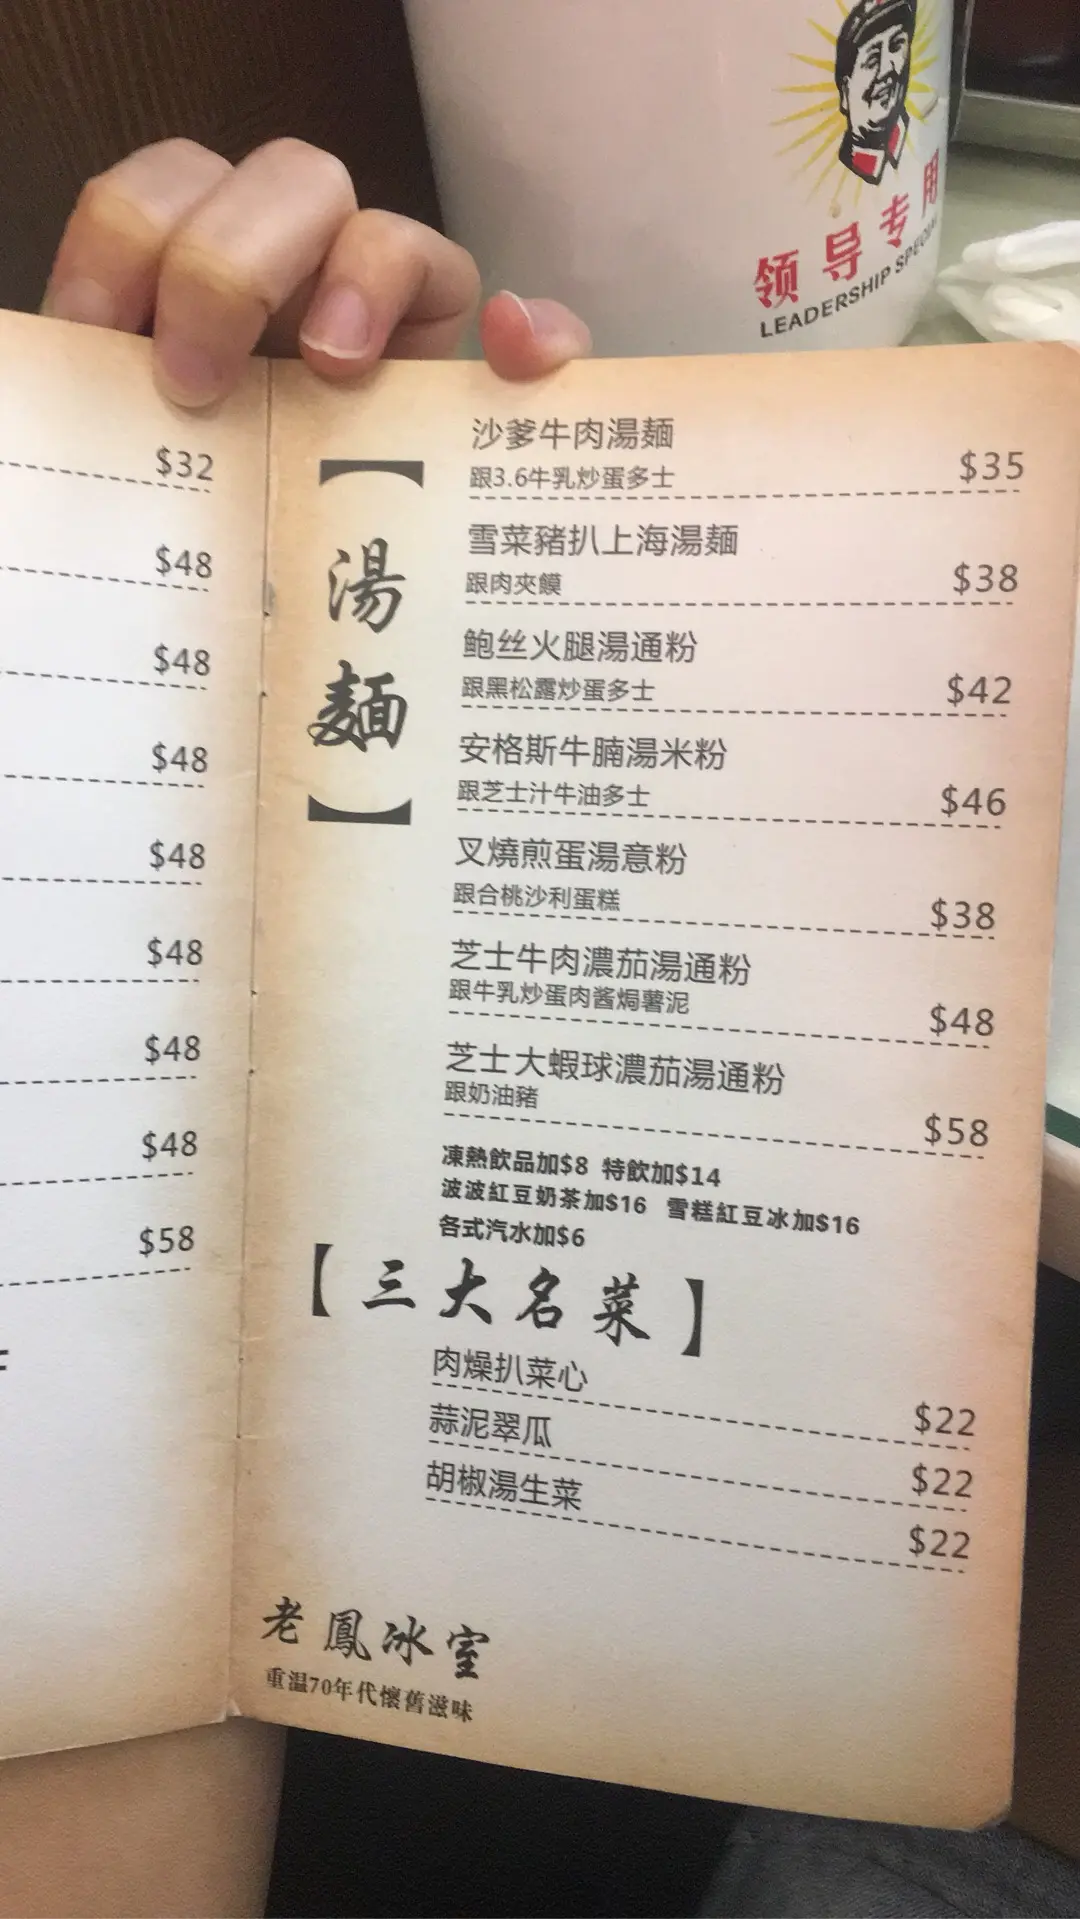 领导专用
LEADERSHIP SPECIAL
$32
$48
$48
$48
$48
$48
$48
$48
$58
【湯麵】
沙爹牛肉湯麵
跟3.6牛乳炒蛋多士
$35
雪菜豬扒上海湯麵
跟肉夾饃
$38
鮑丝火腿湯通粉
跟黑松露炒蛋多士
$42
安格斯牛腩湯米粉
跟芝士汁牛油多士
$46
叉燒煎蛋湯意粉
跟合桃沙利蛋糕
$38
芝士牛肉濃茄湯通粉
跟牛乳炒蛋肉酱焗薯泥
$48
芝士大蝦球濃茄湯通粉
跟奶油豬
$58
凍熱飲品加$8 特飲加$14
波波紅豆奶茶加$16 雪糕紅豆冰加$16
各式汽水加$6
【三大名菜】
肉燥扒菜心 $22
蒜泥翠瓜 $22
胡椒湯生菜 $22
老鳳冰室
重温70年代懷舊滋味